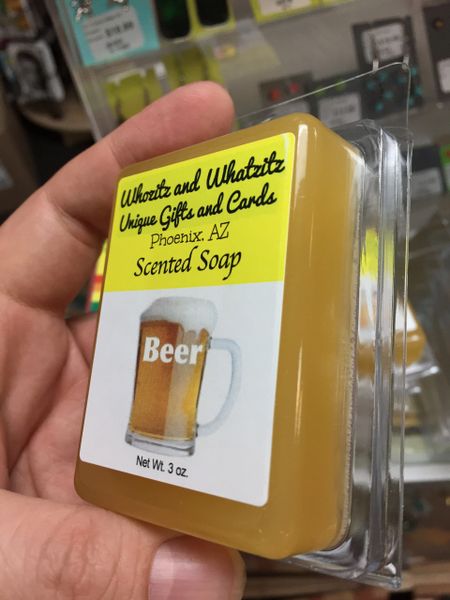 Whozitz and Whatzitz
Unique Gifts and Cards
Phoenix, AZ
Scented Soap
Beer
Net Wt. 3 oz.